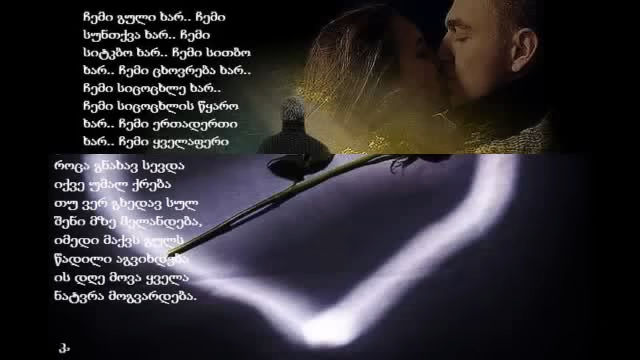 ჩემი გული ხარ.. ჩემი
სუნთქვა ხარ.. ჩემი
სიტკბო ხარ.. ჩემი სითბო
ხარ.. ჩემი ცხოვრება ხარ..
ჩემი სიცოცხლე ხარ..
ჩემი სიცოცხლის წყარო
ხარ.. ჩემი ერთადერთი
ხარ.. ჩემი ყველაფერი
როცა გნახავ სევდა
იქვე უმალ ქრება
თუ ვერ გხედავ სულ
შენი მზე მელანდება,
იმედი მაქვს გულს
წადილი აგვიხდება
ის დღე მოვა ყველა
ნატვრა მოგვარდება.
კ,